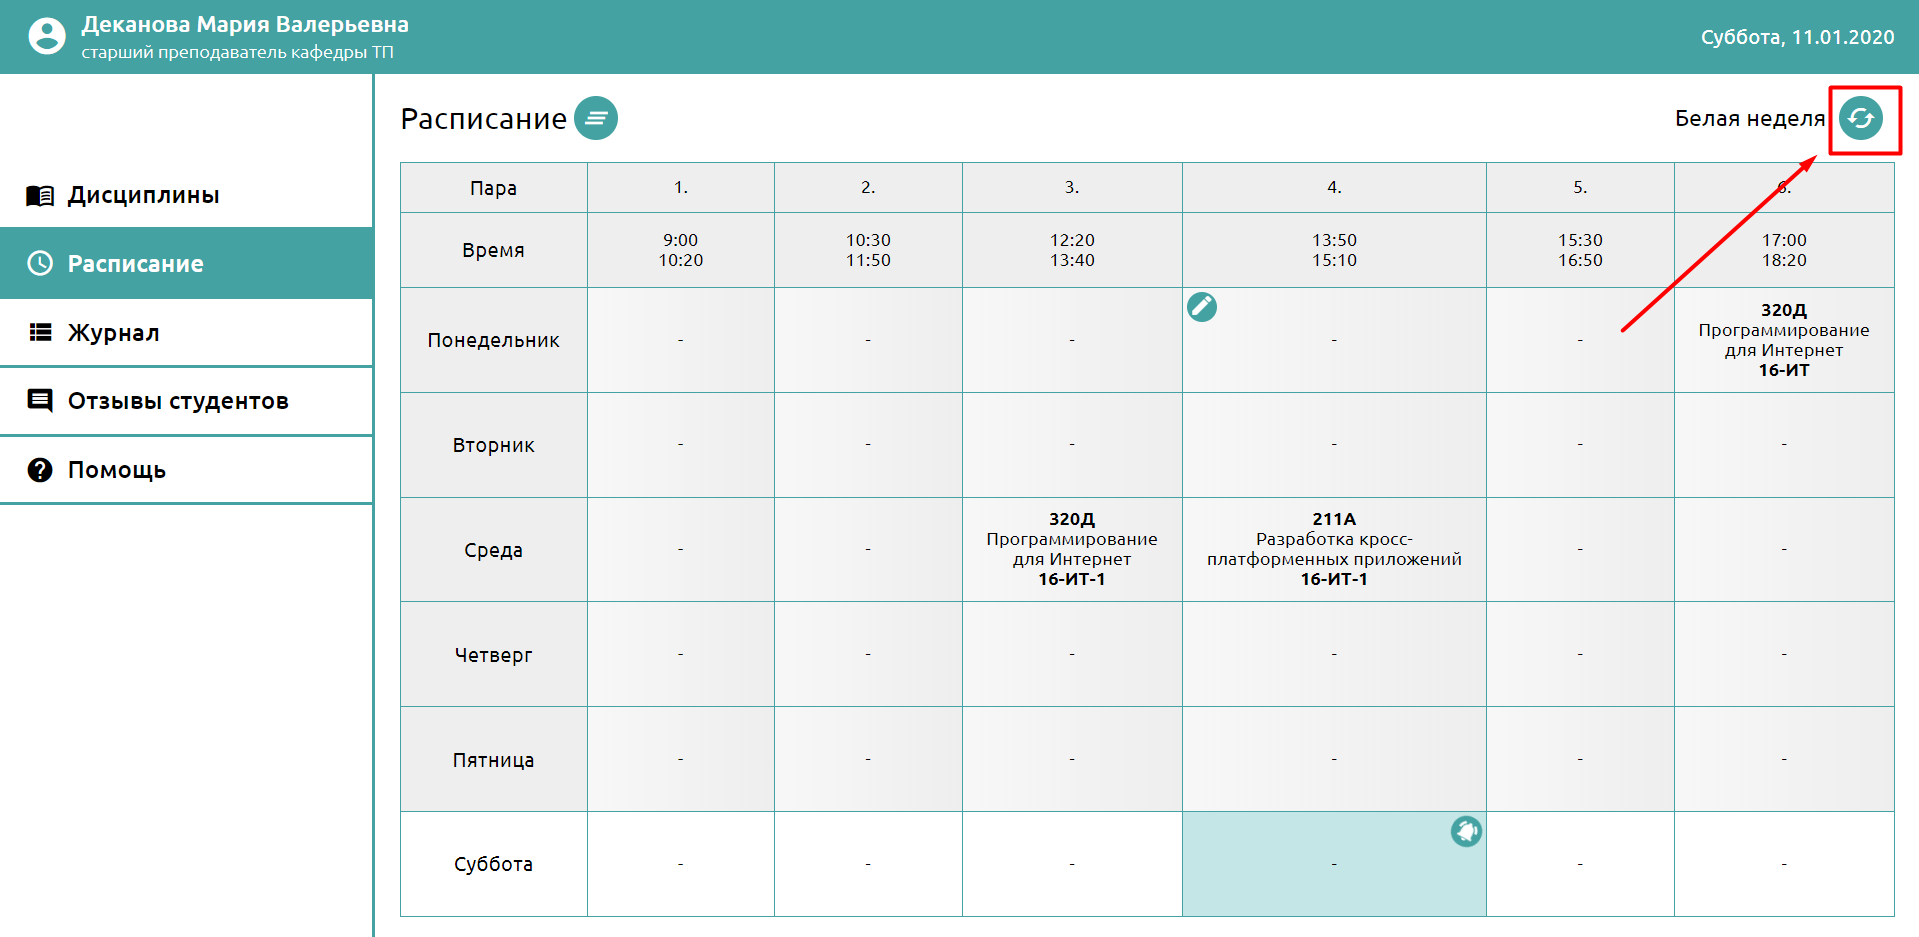 Деканова Мария Валерьевна
старший преподаватель кафедры ТП
Суббота, 11.01.2020
Дисциплины
Расписание
Журнал
Отзывы студентов
Помощь
Расписание
Белая неделя
Пара 1. 2. 3. 4. 5. 6.
Время
9:00
10:20
10:30
11:50
12:20
13:40
13:50
15:10
15:30
16:50
17:00
18:20
Понедельник - - - - -
320Д
Программирование
для Интернет
16-ИТ
Вторник - - - - - -
Среда - -
320Д
Программирование
для Интернет
16-ИТ-1
211А
Разработка кросс-
платформенных приложений
16-ИТ-1
- -
Четверг - - - - - -
Пятница - - - - - -
Суббота - - - - - -